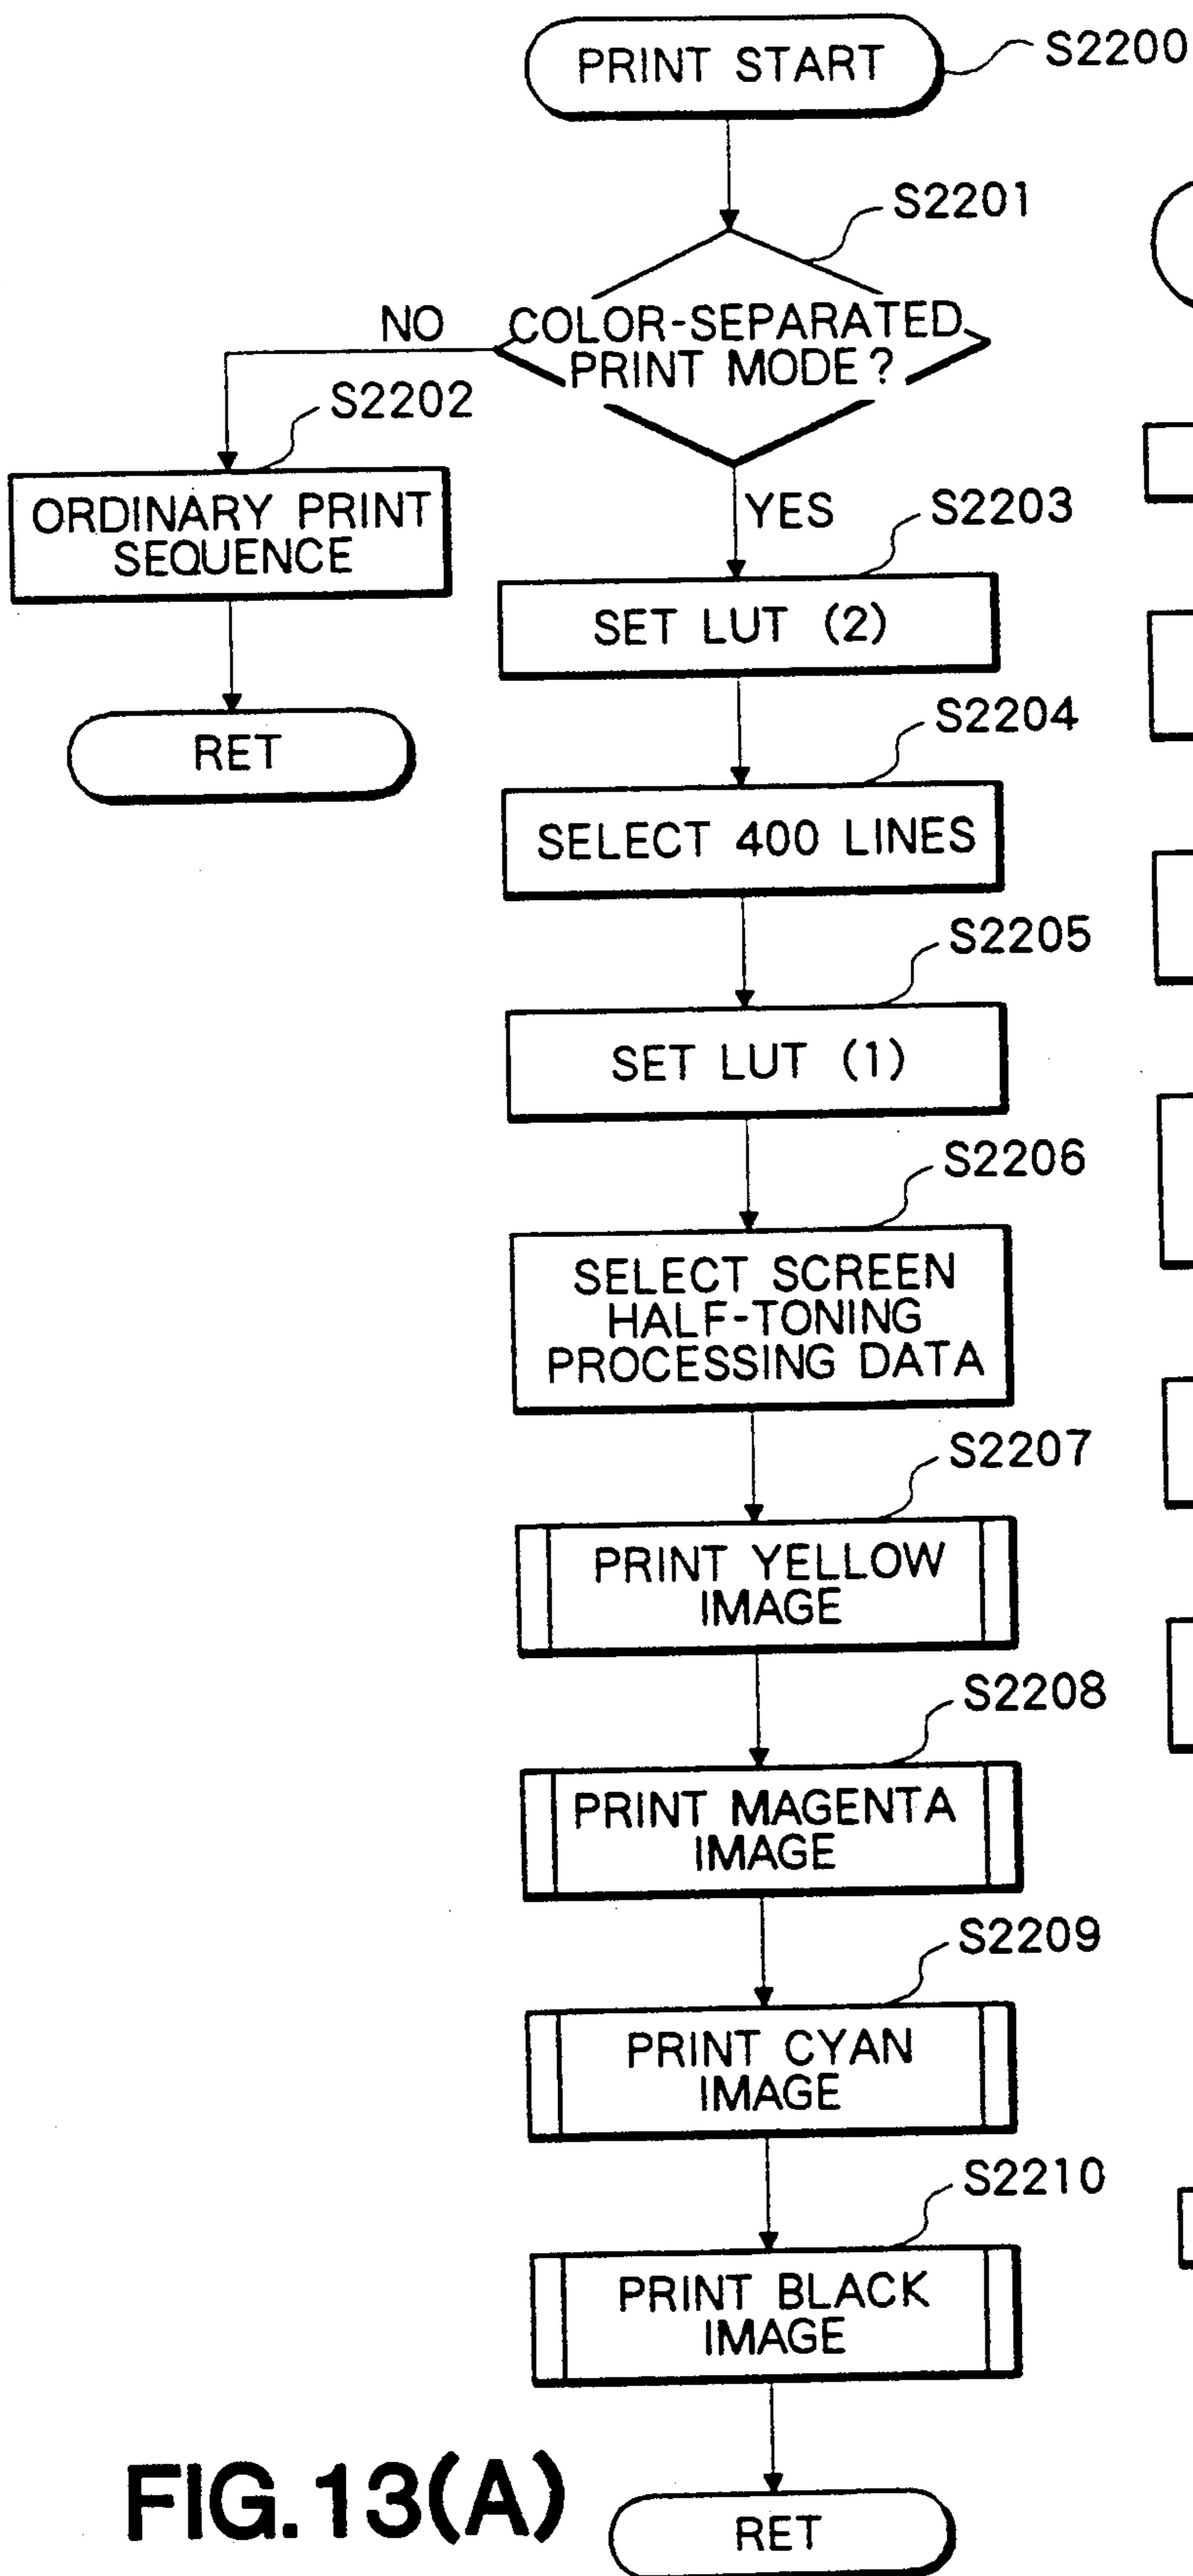 PRINT START
S2200
S2201
COLOR-SEPARATED
PRINT MODE?
NO
S2202
ORDINARY PRINT
SEQUENCE
RET
YES
S2203
SET LUT (2)
S2204
SELECT 400 LINES
S2205
SET LUT (1)
S2206
SELECT SCREEN
HALF-TONING
PROCESSING DATA
S2207
PRINT YELLOW
IMAGE
S2208
PRINT MAGENTA
IMAGE
S2209
PRINT CYAN
IMAGE
S2210
PRINT BLACK
IMAGE
RET
FIG.13(A)